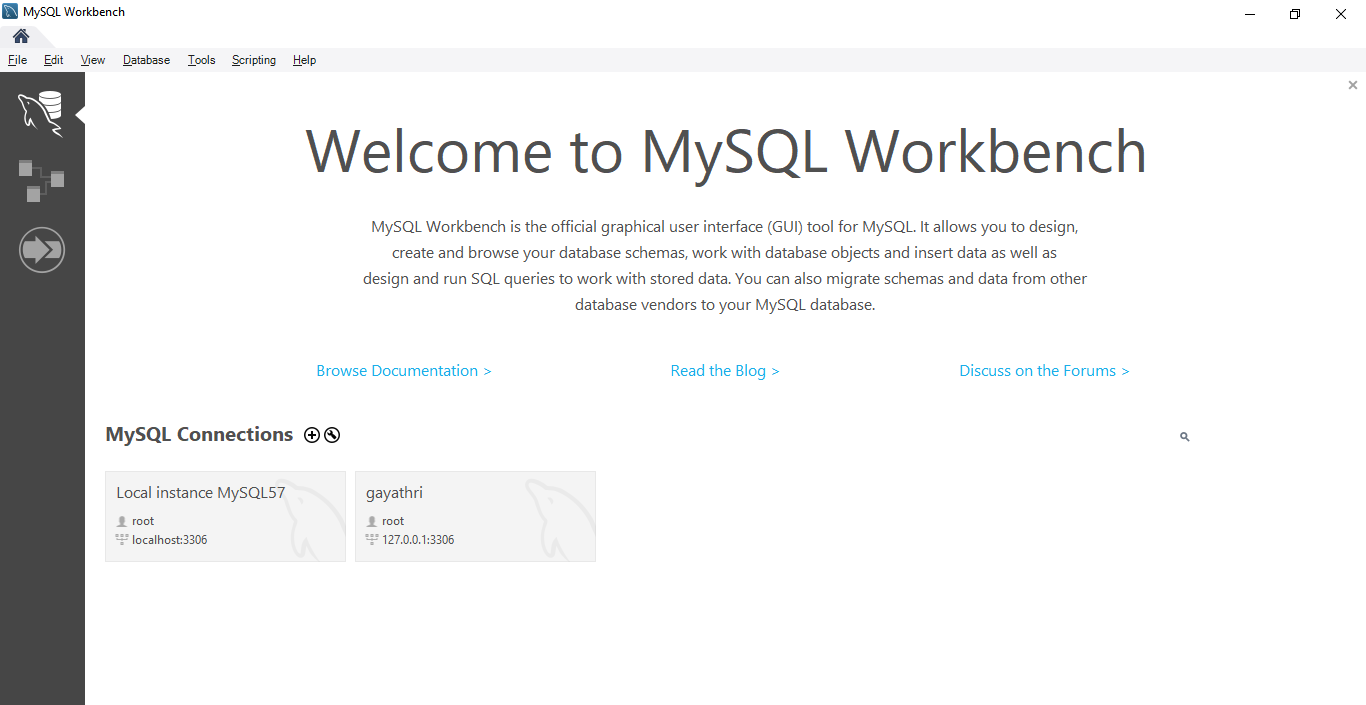 MySQL Workbench
File Edit View Database Tools Scripting Help
Welcome to MySQL Workbench
MySQL Workbench is the official graphical user interface (GUI) tool for MySQL. It allows you to design,
create and browse your database schemas, work with database objects and insert data as well as
design and run SQL queries to work with stored data. You can also migrate schemas and data from other
database vendors to your MySQL database.
Browse Documentation > Read the Blog > Discuss on the Forums >
MySQL Connections
Local instance MySQL57
root
localhost:3306
gayathri
root
127.0.0.1:3306